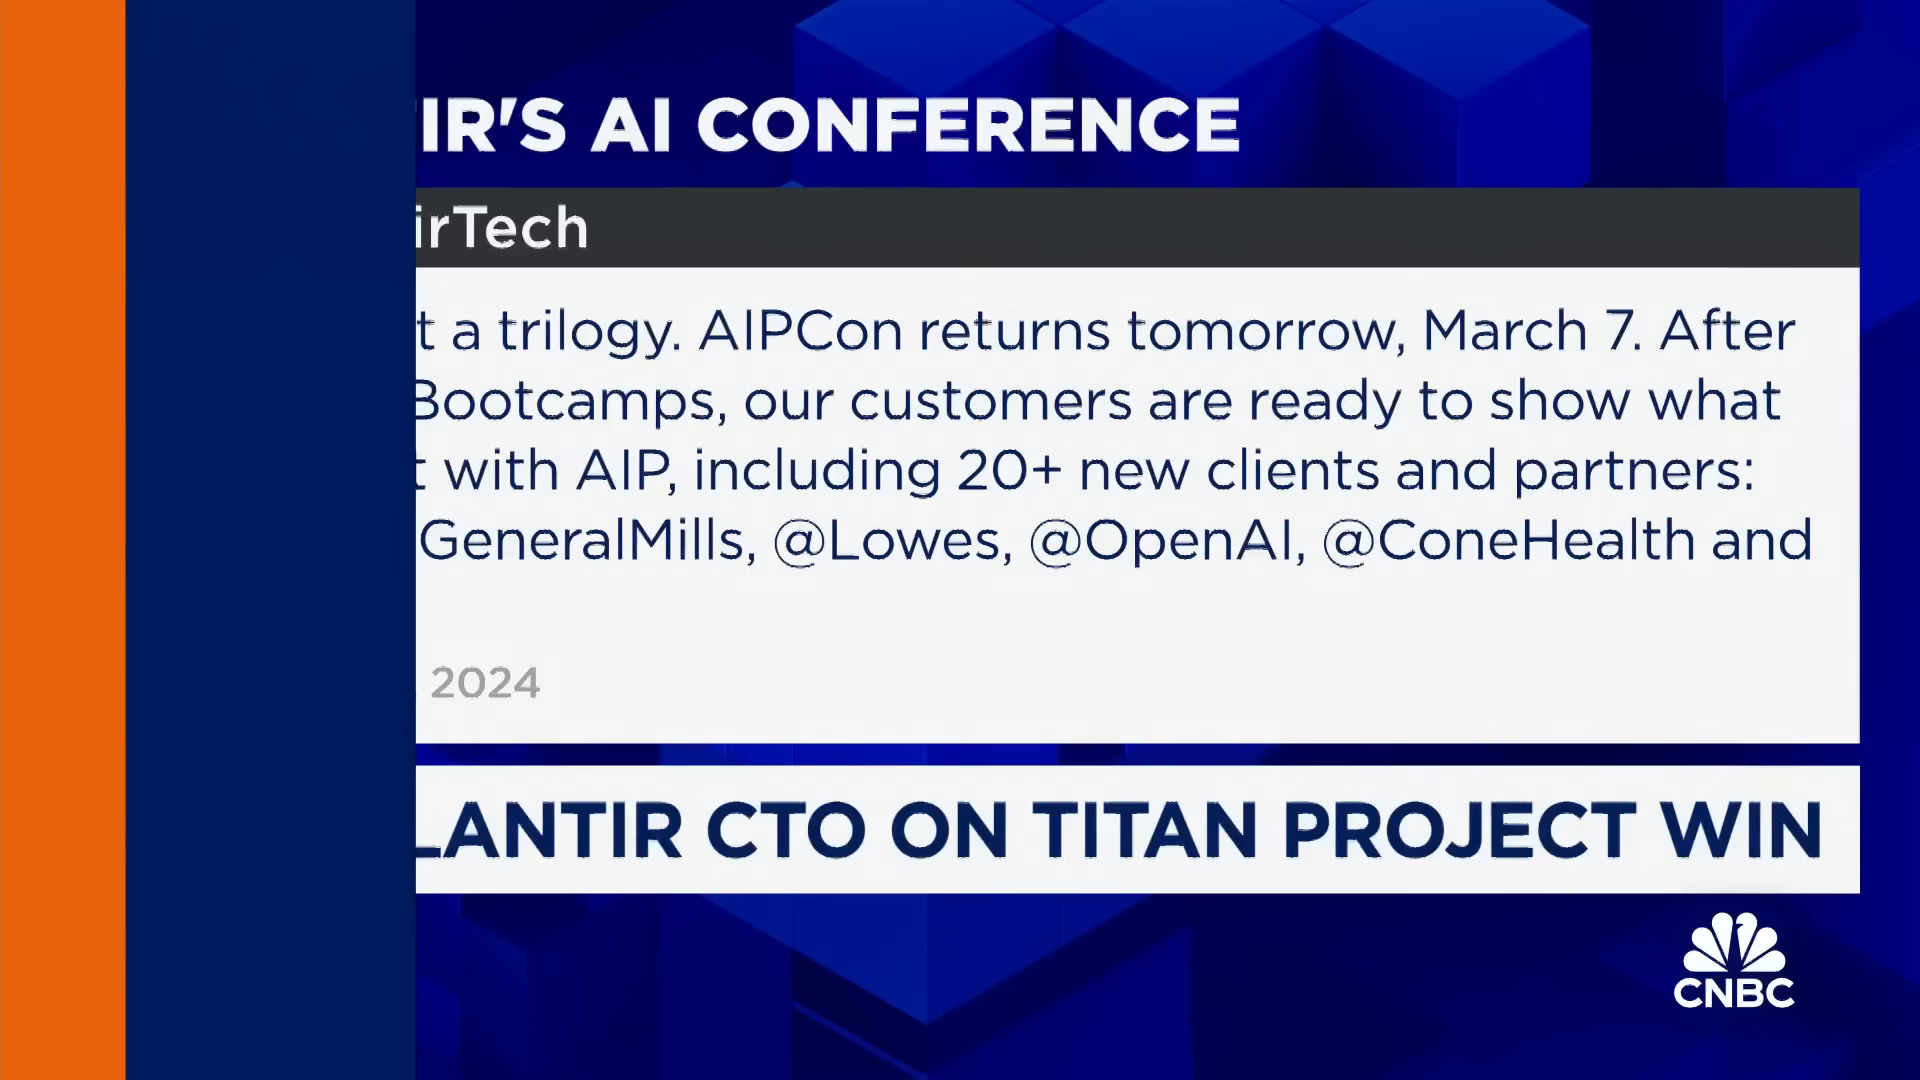 IR'S AI CONFERENCE
irTech
t a trilogy. AIPCon returns tomorrow, March 7. After
Bootcamps, our customers are ready to show what
t with AIP, including 20+ new clients and partners:
GeneralMills, @Lowes, @OpenAI, @ConeHealth and
2024
LANTIR CTO ON TITAN PROJECT WIN
CNBC